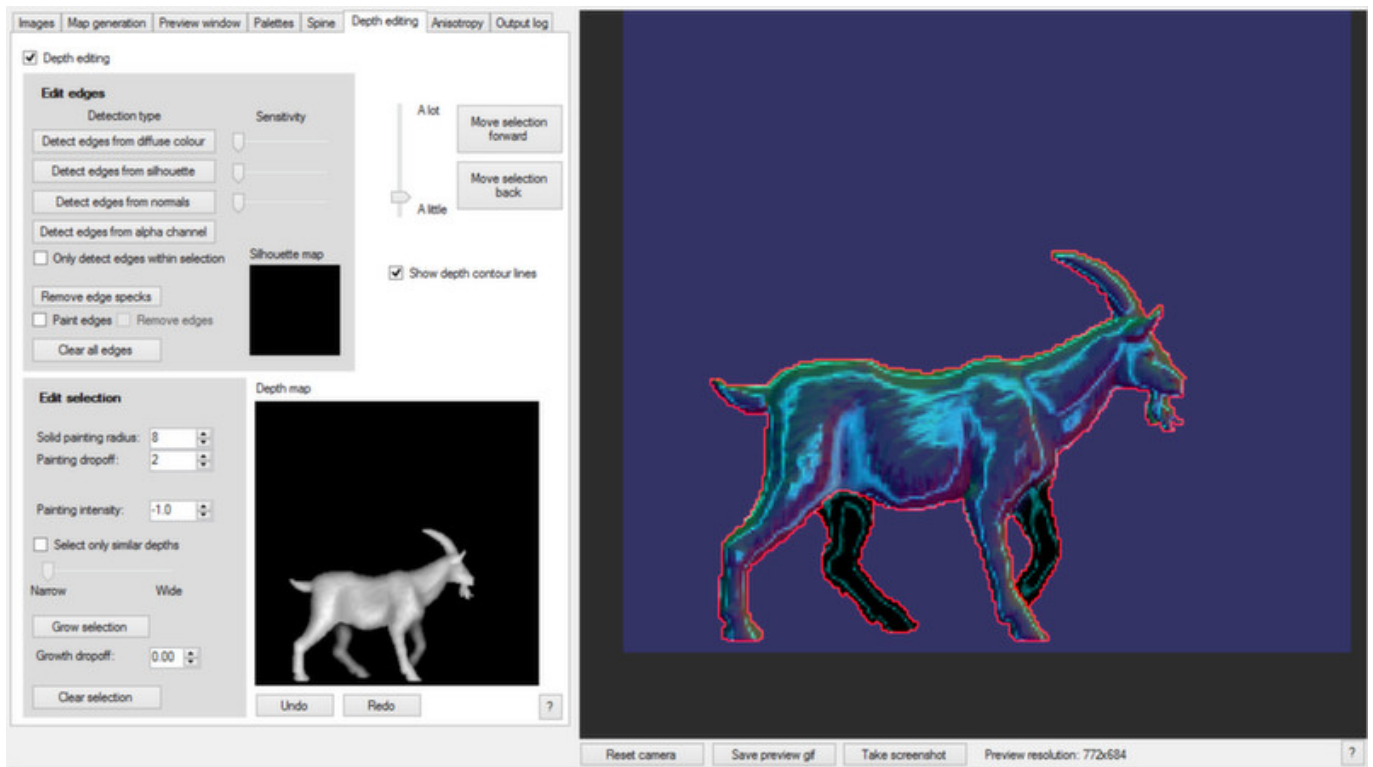 Images Map generation Preview window Palettes Spine Depth editing Anisotropy Output log
Depth editing
Edit edges
Detection type Sensitivity
Detect edges from diffuse colour
Detect edges from silhouette
Detect edges from normals
Detect edges from alpha channel
Only detect edges within selection
Silhouette map
Remove edge specks
Paint edges Remove edges
Clear all edges
A lot
A little
Move selection
forward
Move selection
back
Show depth contour lines
Edit selection
Solid painting radius: 8
Painting dropoff: 2
Painting intensity: -1.0
Select only similar depths
Narrow Wide
Grow selection
Growth dropoff: 0.00
Clear selection
Depth map
Undo Redo ?
Reset camera Save preview gif Take screenshot Preview resolution: 772x684 ?